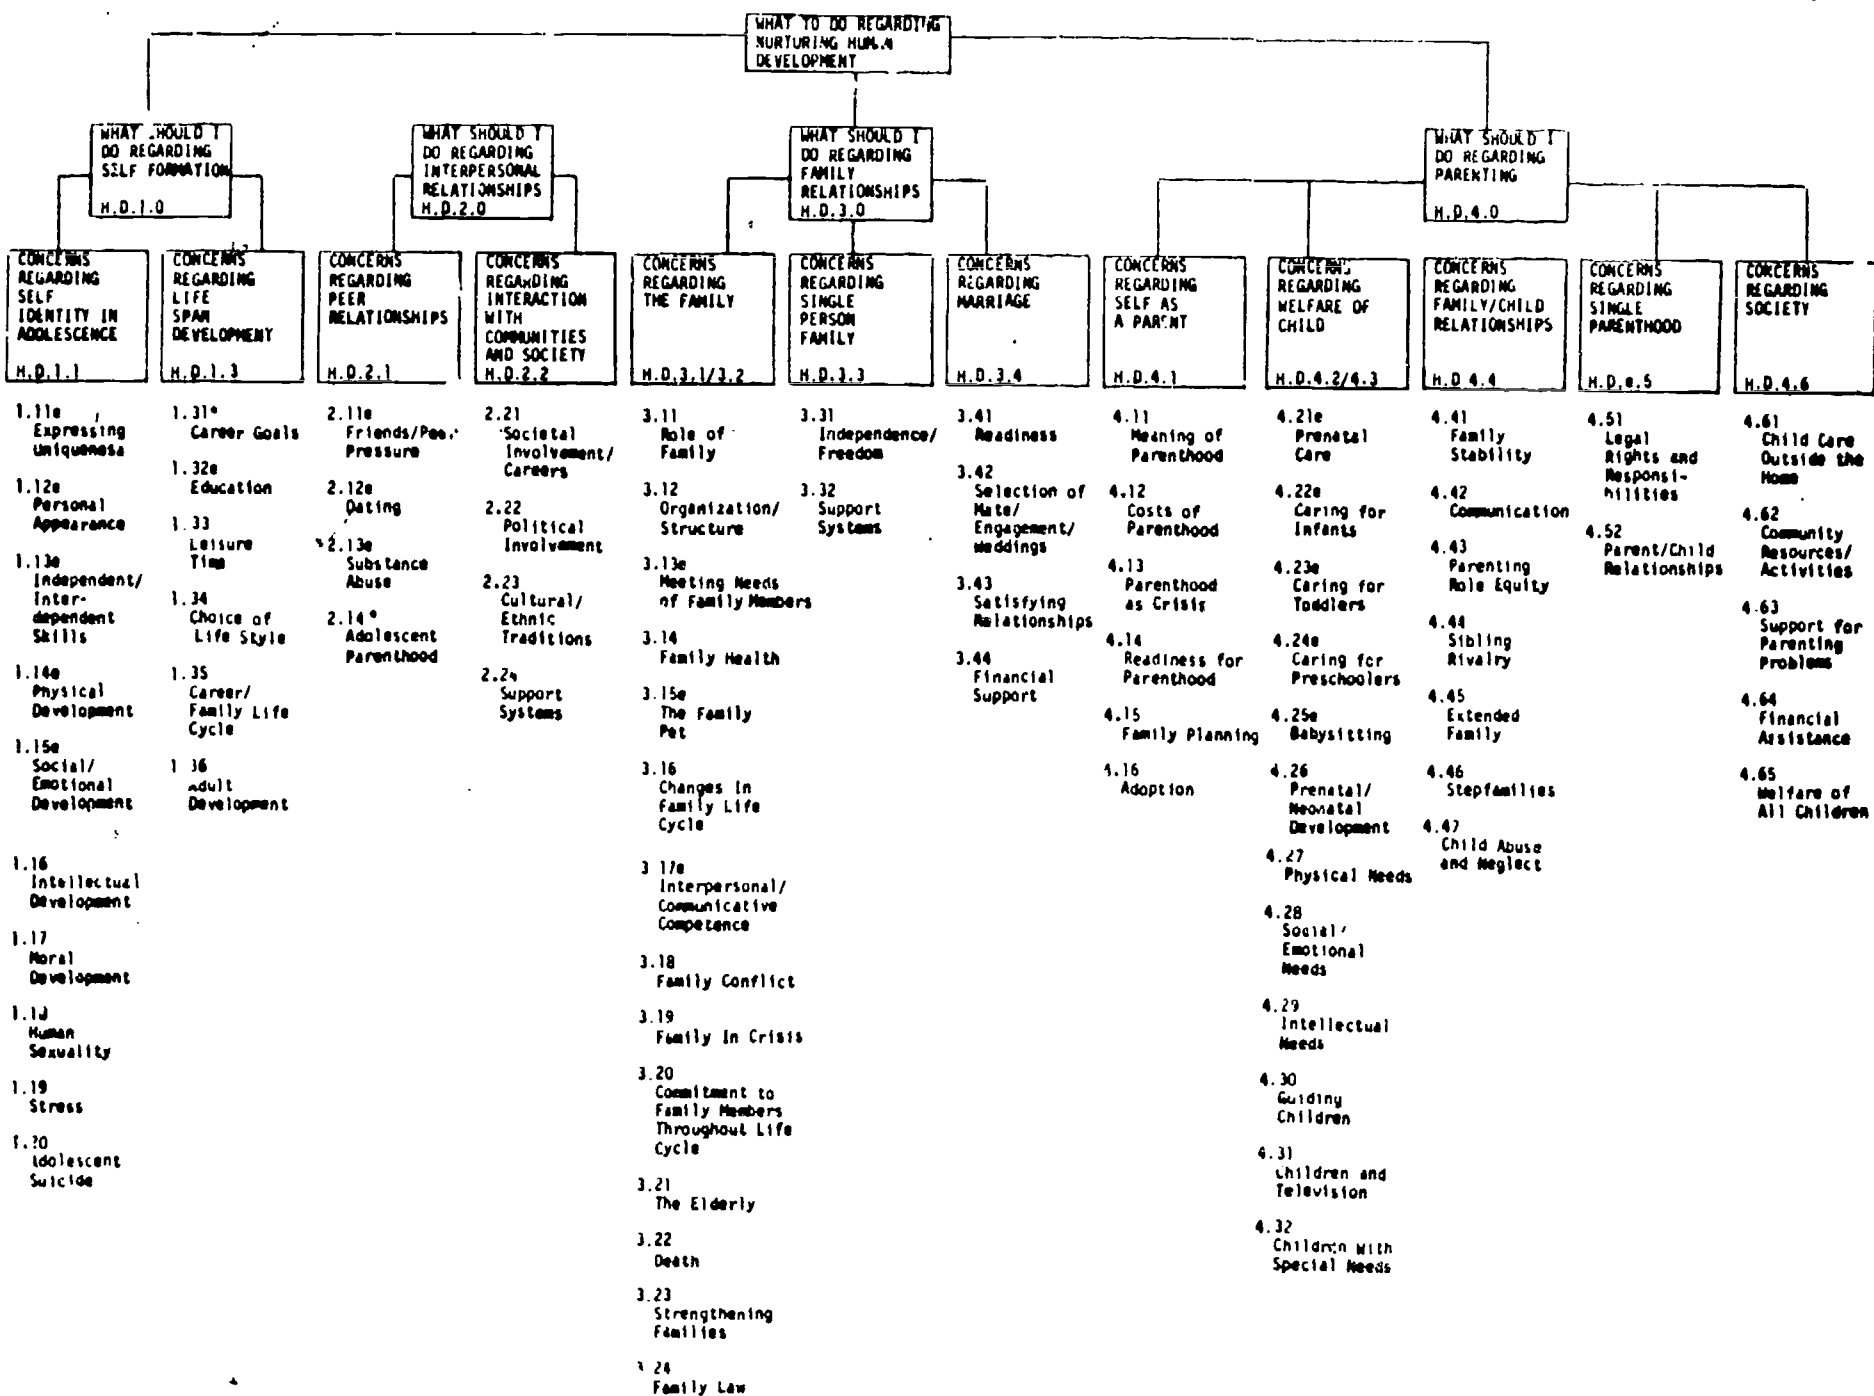 WHAT TO DO REGARDING
NURTURING HUMAN
DEVELOPMENT
WHAT SHOULD I
DO REGARDING
SELF FORMATION
H.D.1.0
WHAT SHOULD I
DO REGARDING
INTERPERSONAL
RELATIONSHIPS
H.D.2.0
WHAT SHOULD I
DO REGARDING
FAMILY
RELATIONSHIPS
H.D.3.0
WHAT SHOULD I
DO REGARDING
PARENTING
H.D.4.0
CONCERNS
REGARDING
SELF
IDENTITY IN
ADOLESCENCE
H.D.1.1
CONCERNS
REGARDING
LIFE
SPAN
DEVELOPMENT
H.D.1.3
CONCERNS
REGARDING
PEER
RELATIONSHIPS
H.D.2.1
CONCERNS
REGARDING
INTERACTION
WITH
COMMUNITIES
AND SOCIETY
H.D.2.2
CONCERNS
REGARDING
THE FAMILY
H.D.3.1/3.2
CONCERNS
REGARDING
SINGLE
PERSON
FAMILY
H.D.3.3
CONCERNS
REGARDING
MARRIAGE
H.D.3.4
CONCERNS
REGARDING
SELF AS
A PARENT
H.D.4.1
CONCERNS
REGARDING
WELFARE OF
CHILD
H.D.4.2/4.3
CONCERNS
REGARDING
FAMILY/CHILD
RELATIONSHIPS
H.D.4.4
CONCERNS
REGARDING
SINGLE
PARENTHOOD
H.D.e.5
CONCERNS
REGARDING
SOCIETY
H.D.4.6
1.11e
Expressing
Uniqueness
1.12e
Personal
Appearance
1.13e
Independent/
Inter-
dependent
Skills
1.14e
Physical
Development
1.15e
Social/
Emotional
Development
1.16
Intellectual
Development
1.17
Moral
Development
1.18
Human
Sexuality
1.19
Stress
1.20
Adolescent
Suicide
1.31*
Career Goals
1.32e
Education
1.33
Leisure
Time
1.34
Choice of
Life Style
1.35
Career/
Family Life
Cycle
1 36
Adult
Development
2.11e
Friends/Peer
Pressure
2.12e
Dating
2.13e
Substance
Abuse
2.14*
Adolescent
Parenthood
2.21
Societal
Involvement/
Careers
2.22
Political
Involvement
2.23
Cultural/
Ethnic
Traditions
2.24
Support
Systems
3.11
Role of
Family
3.12
Organization/
Structure
3.13e
Meeting Needs
of Family Members
3.14
Family Health
3.15e
The Family
Pet
3.16
Changes In
Family Life
Cycle
3 17e
Interpersonal/
Communicative
Competence
3.18
Family Conflict
3.19
Family In Crisis
3.20
Commitment to
Family Members
Throughout Life
Cycle
3.21
The Elderly
3.22
Death
3.23
Strengthening
Families
3 24
Family Law
3.31
Independence/
Freedom
3.32
Support
Systems
3.41
Readiness
3.42
Selection of
Mate/
Engagement/
Weddings
3.43
Satisfying
Relationships
3.44
Financial
Support
4.11
Meaning of
Parenthood
4.12
Costs of
Parenthood
4.13
Parenthood
as Crisis
4.14
Readiness for
Parenthood
4.15
Family Planning
4.16
Adoption
4.21e
Prenatal
Care
4.22e
Caring for
Infants
4.23e
Caring for
Toddlers
4.24e
Caring for
Preschoolers
4.25e
Babysitting
4.26
Prenatal/
Neonatal
Development
4.27
Physical Needs
4.28
Social/
Emotional
Needs
4.29
Intellectual
Needs
4.30
Guiding
Children
4.31
Children and
Television
4.32
Children With
Special Needs
4.41
Family
Stability
4.42
Communication
4.43
Parenting
Role Equity
4.44
Sibling
Rivalry
4.45
Extended
Family
4.46
Stepfamilies
4.47
Child Abuse
and Neglect
4.51
Legal
Rights and
Responsi-
bilities
4.52
Parent/Child
Relationships
4.61
Child Care
Outside the
Home
4.62
Community
Resources/
Activities
4.63
Support for
Parenting
Problems
4.64
Financial
Assistance
4.65
Welfare of
All Children